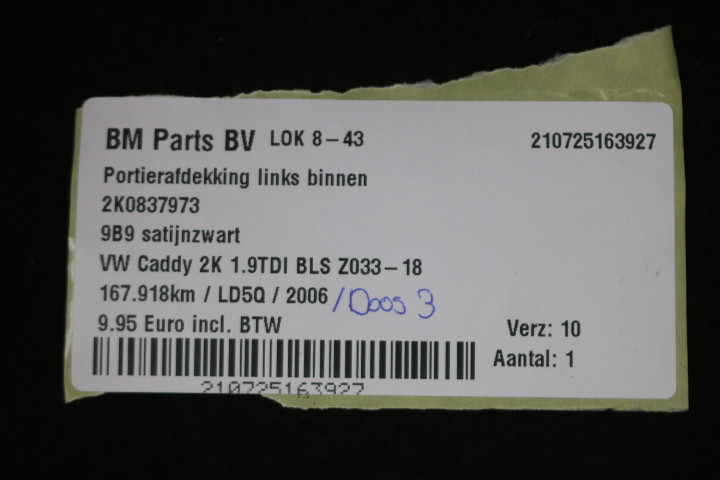 BM Parts BV LOK 8-43 210725163927
Portierafdekking links binnen
2K0837973
9B9 satijnzwart
VW Caddy 2K 1.9TDI BLS Z033-18
167.918km / LD5Q / 2006 /Doos 3
9.95 Euro incl. BTW Verz: 10
Aantal: 1
210725163927